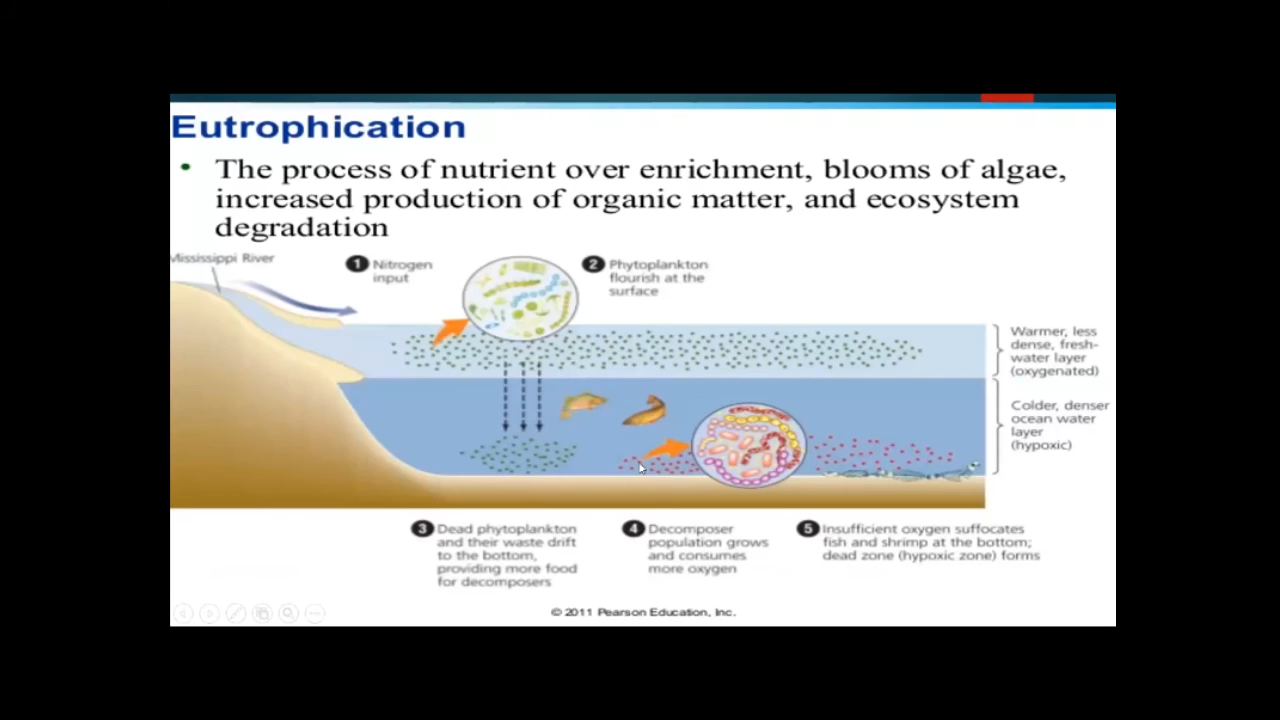 Eutrophication
• The process of nutrient over enrichment, blooms of algae,
increased production of organic matter, and ecosystem
degradation
Mississippi River
1 Nitrogen
input
2 Phytoplankton
flourish at the
surface
Warmer, less
dense, fresh-
water layer
(oxygenated)
Colder, denser
ocean water
layer
(hypoxic)
3 Dead phytoplankton
and their waste drift
to the bottom,
providing more food
for decomposers
4 Decomposer
population grows
and consumes
more oxygen
5 Insufficient oxygen suffocates
fish and shrimp at the bottom;
dead zone (hypoxic zone) forms
© 2011 Pearson Education, Inc.